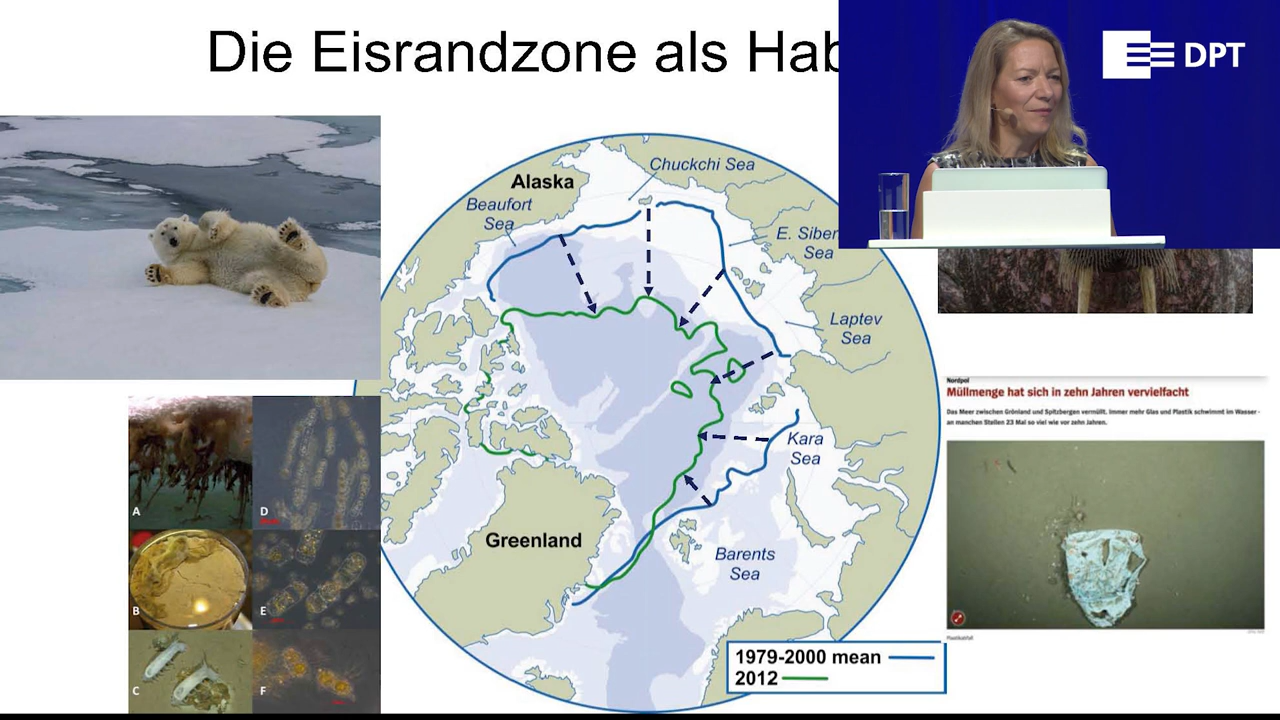 Die Eisrandzone als Hab
DPT
Chuckchi Sea
Alaska
Beaufort
Sea
E. Siber
Sea
Laptev
Sea
Kara
Sea
Barents
Sea
Greenland
1979-2000 mean
2012
A
D
B
E
C
F
Nordpol
Müllmenge hat sich in zehn Jahren vervielfacht
Das Meer zwischen Grönland und Spitzbergen vermüllt. Immer mehr Glas und Plastik schwimmt im Wasser -
an manchen Stellen 23 Mal so viel wie vor zehn Jahren.
Plastikabfall